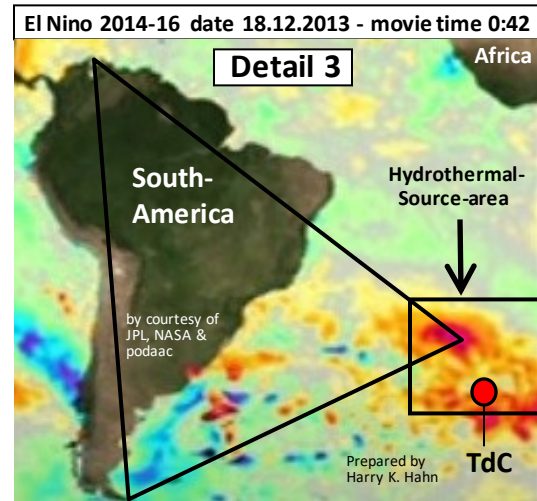 El Nino 2014-16 date 18.12.2013 - movie time 0:42
Detail 3
Africa
South-
America
Hydrothermal-
Source-area
by courtesy of
JPL, NASA &
podaac
Prepared by
Harry K. Hahn
TdC